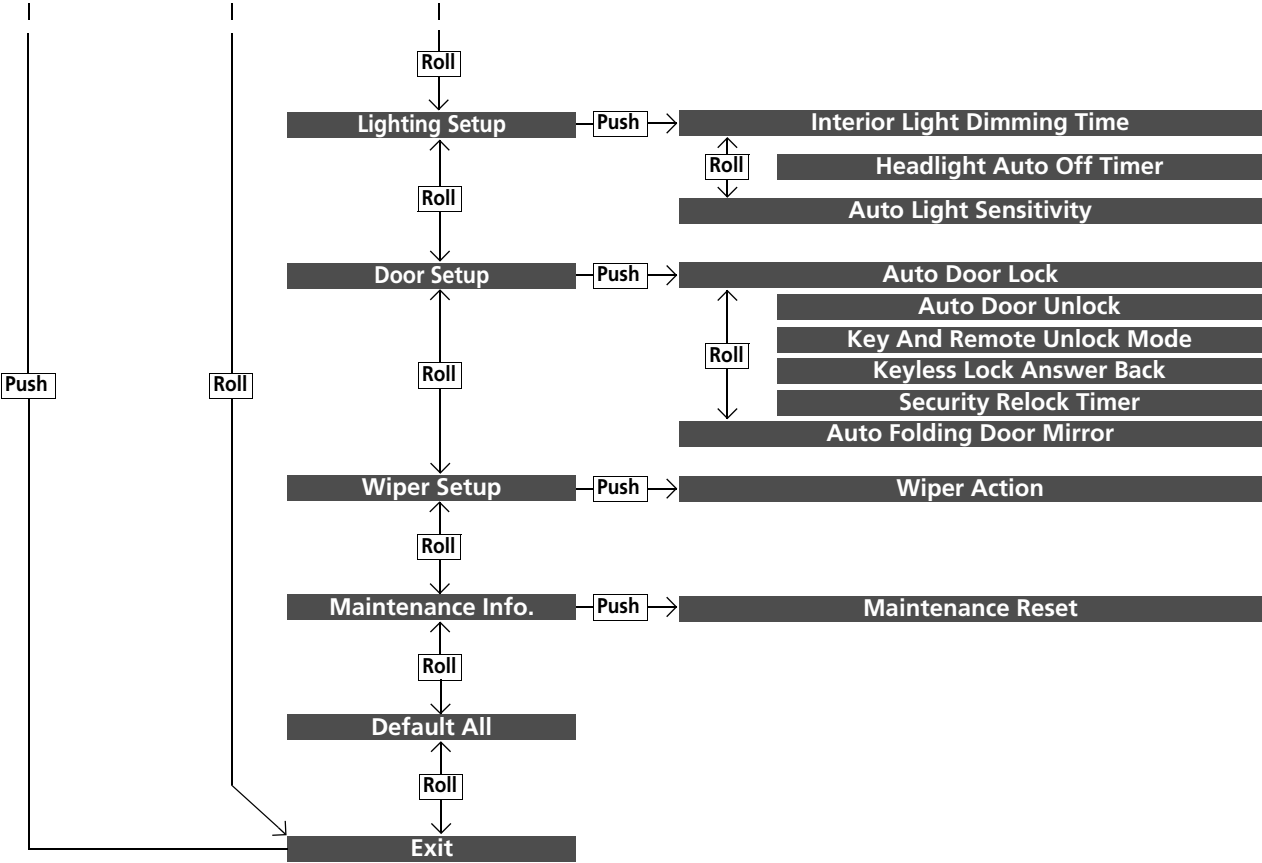 Roll
Lighting Setup
Push
Interior Light Dimming Time
Roll
Headlight Auto Off Timer
Auto Light Sensitivity
Roll
Door Setup
Push
Auto Door Lock
Auto Door Unlock
Key And Remote Unlock Mode
Roll
Keyless Lock Answer Back
Security Relock Timer
Auto Folding Door Mirror
Push
Roll
Roll
Wiper Setup
Push
Wiper Action
Roll
Maintenance Info.
Push
Maintenance Reset
Roll
Default All
Roll
Exit